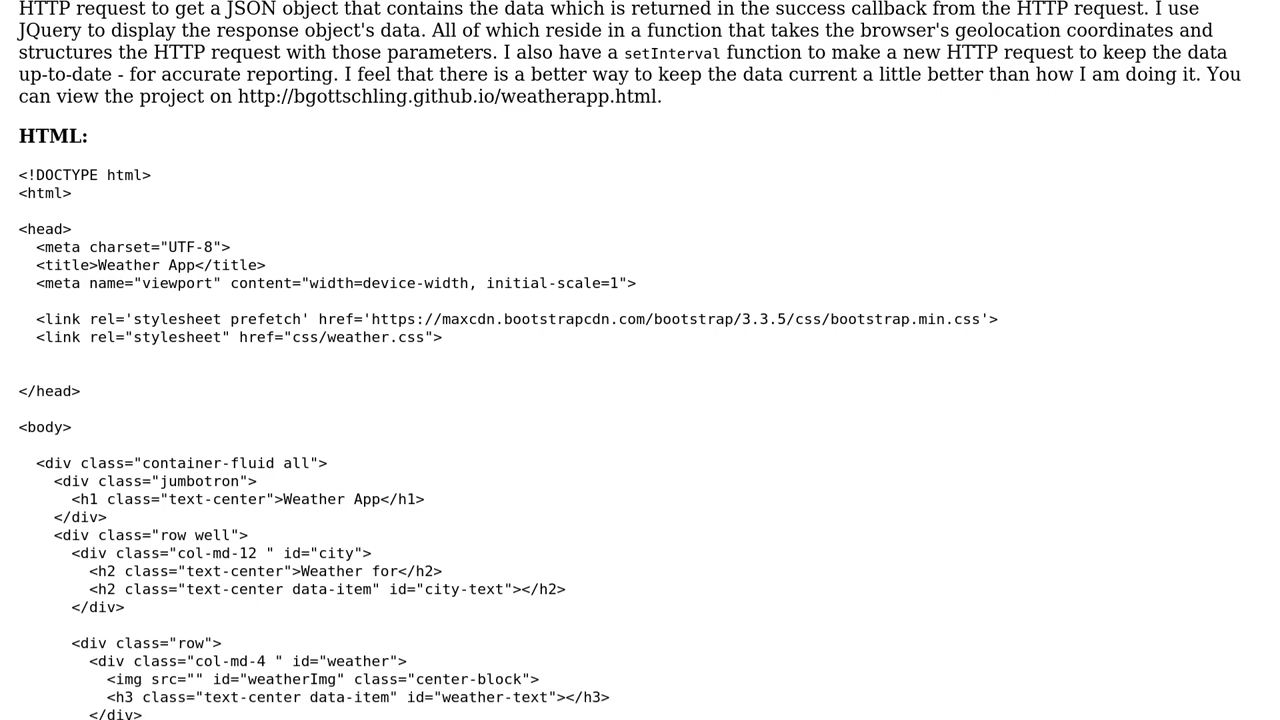 HTTP request to get a JSON object that contains the data which is returned in the success callback from the HTTP request. I use
JQuery to display the response object's data. All of which reside in a function that takes the browser's geolocation coordinates and
structures the HTTP request with those parameters. I also have a setInterval function to make a new HTTP request to keep the data
up-to-date - for accurate reporting. I feel that there is a better way to keep the data current a little better than how I am doing it. You
can view the project on http://bgottschling.github.io/weatherapp.html.
HTML:
<!DOCTYPE html>
<html>
<head>
  <meta charset="UTF-8">
  <title>Weather App</title>
  <meta name="viewport" content="width=device-width, initial-scale=1">
  <link rel='stylesheet prefetch' href='https://maxcdn.bootstrapcdn.com/bootstrap/3.3.5/css/bootstrap.min.css'>
  <link rel="stylesheet" href="css/weather.css">
</head>
<body>
  <div class="container-fluid all">
    <div class="jumbotron">
      <h1 class="text-center">Weather App</h1>
    </div>
    <div class="row well">
      <div class="col-md-12 " id="city">
        <h2 class="text-center">Weather for</h2>
        <h2 class="text-center data-item" id="city-text"></h2>
      </div>
      <div class="row">
        <div class="col-md-4 " id="weather">
          <img src="" id="weatherImg" class="center-block">
          <h3 class="text-center data-item" id="weather-text"></h3>
        </div>